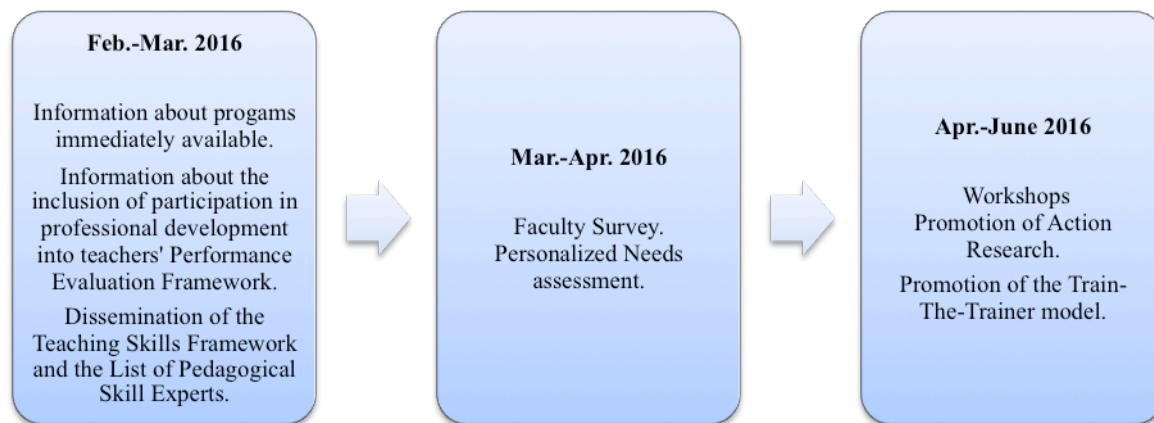 Feb.-Mar. 2016
Information about progams
immediately available.
Information about the
inclusion of participation in
professional development
into teachers' Performance
Evaluation Framework.
Dissemination of the
Teaching Skills Framework
and the List of Pedagogical
Skill Experts.
Mar.-Apr. 2016
Faculty Survey.
Personalized Needs
assessment.
Apr.-June 2016
Workshops
Promotion of Action
Research.
Promotion of the Train-
The-Trainer model.